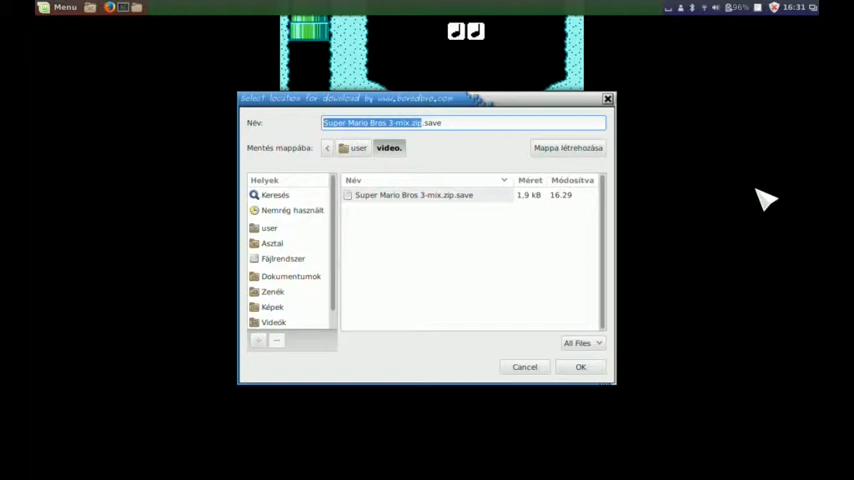 Menu
96%
16:31
Select location for download by www.boredbro.com
Név:
Super Mario Bros 3-mix.zip.save
Mentés mappába:
user
video.
Mappa létrehozása
Helyek
Név
Méret
Módosítva
Keresés
Super Mario Bros 3-mix.zip.save
1,9 kB
16.29
Nemrég használt
user
Asztal
Fájlrendszer
Dokumentumok
Zenék
Képek
Videók
All Files
Cancel
OK